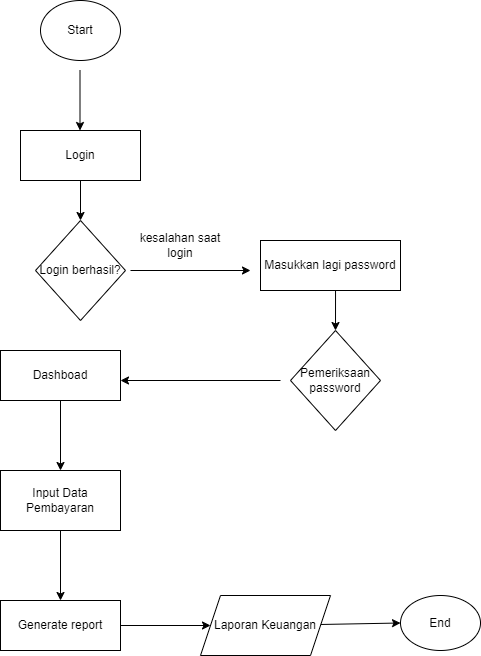 Start
Login
Login berhasil?
kesalahan saat
login
Masukkan lagi password
Pemeriksaan
password
Dashboad
Input Data
Pembayaran
Generate report
Laporan Keuangan
End